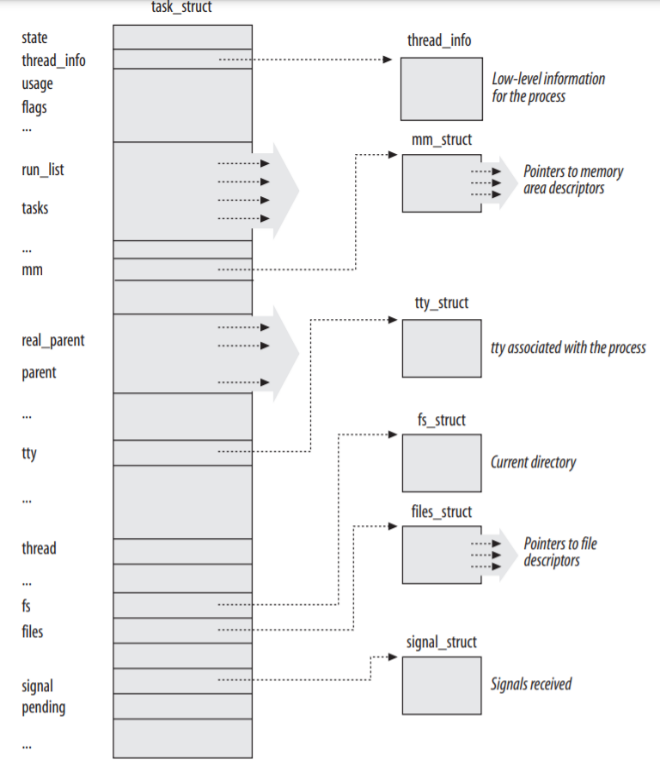 task_struct
state
thread_info
usage
flags
...
run_list
tasks
...
mm
real_parent
parent
...
tty
...
thread
...
fs
files
signal
pending
...
thread_info
Low-level information
for the process
mm_struct
Pointers to memory
area descriptors
tty_struct
tty associated with the process
fs_struct
Current directory
files_struct
Pointers to file
descriptors
signal_struct
Signals received